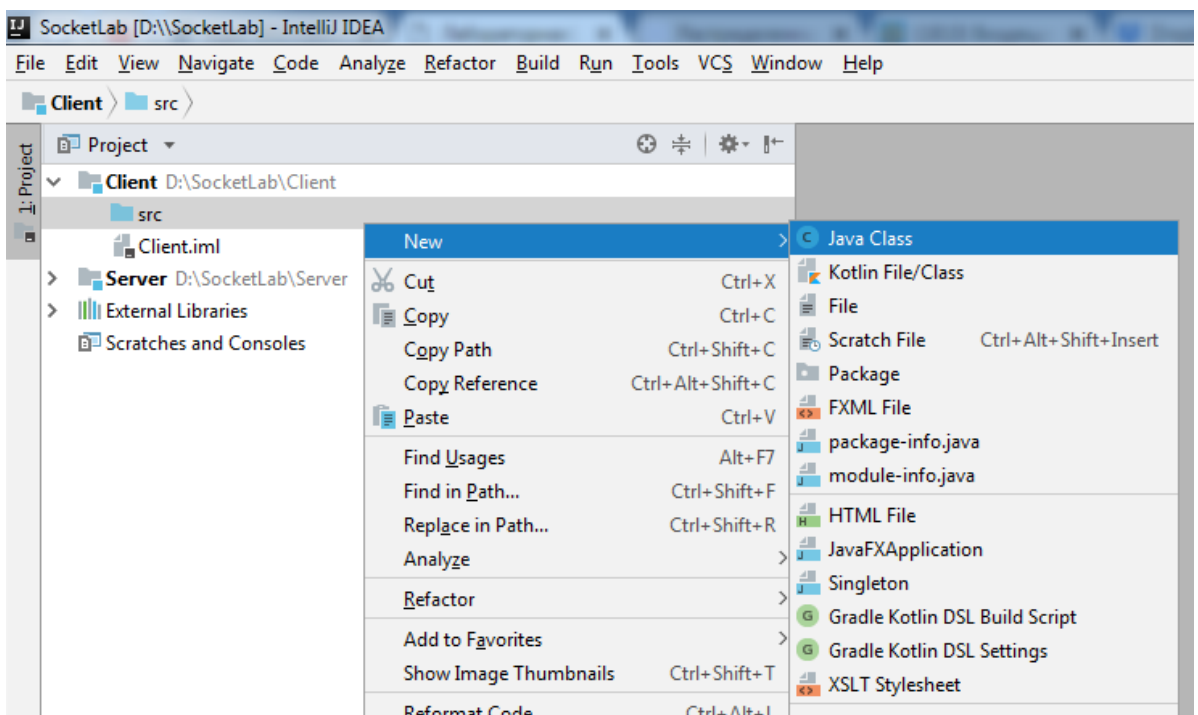 SocketLab [D:\\SocketLab] - IntelliJ IDEA
File Edit View Navigate Code Analyze Refactor Build Run Tools VCS Window Help
Client src
1: Project
Project
Client D:\SocketLab\Client
src
Client.iml
Server D:\SocketLab\Server
External Libraries
Scratches and Consoles
New
Cut Ctrl+X
Copy Ctrl+C
Copy Path Ctrl+Shift+C
Copy Reference Ctrl+Alt+Shift+C
Paste Ctrl+V
Find Usages Alt+F7
Find in Path... Ctrl+Shift+F
Replace in Path... Ctrl+Shift+R
Analyze
Refactor
Add to Favorites
Show Image Thumbnails Ctrl+Shift+T
Reformat Code Ctrl+Alt+L
Java Class
Kotlin File/Class
File
Scratch File Ctrl+Alt+Shift+Insert
Package
FXML File
package-info.java
module-info.java
HTML File
JavaFXApplication
Singleton
Gradle Kotlin DSL Build Script
Gradle Kotlin DSL Settings
XSLT Stylesheet